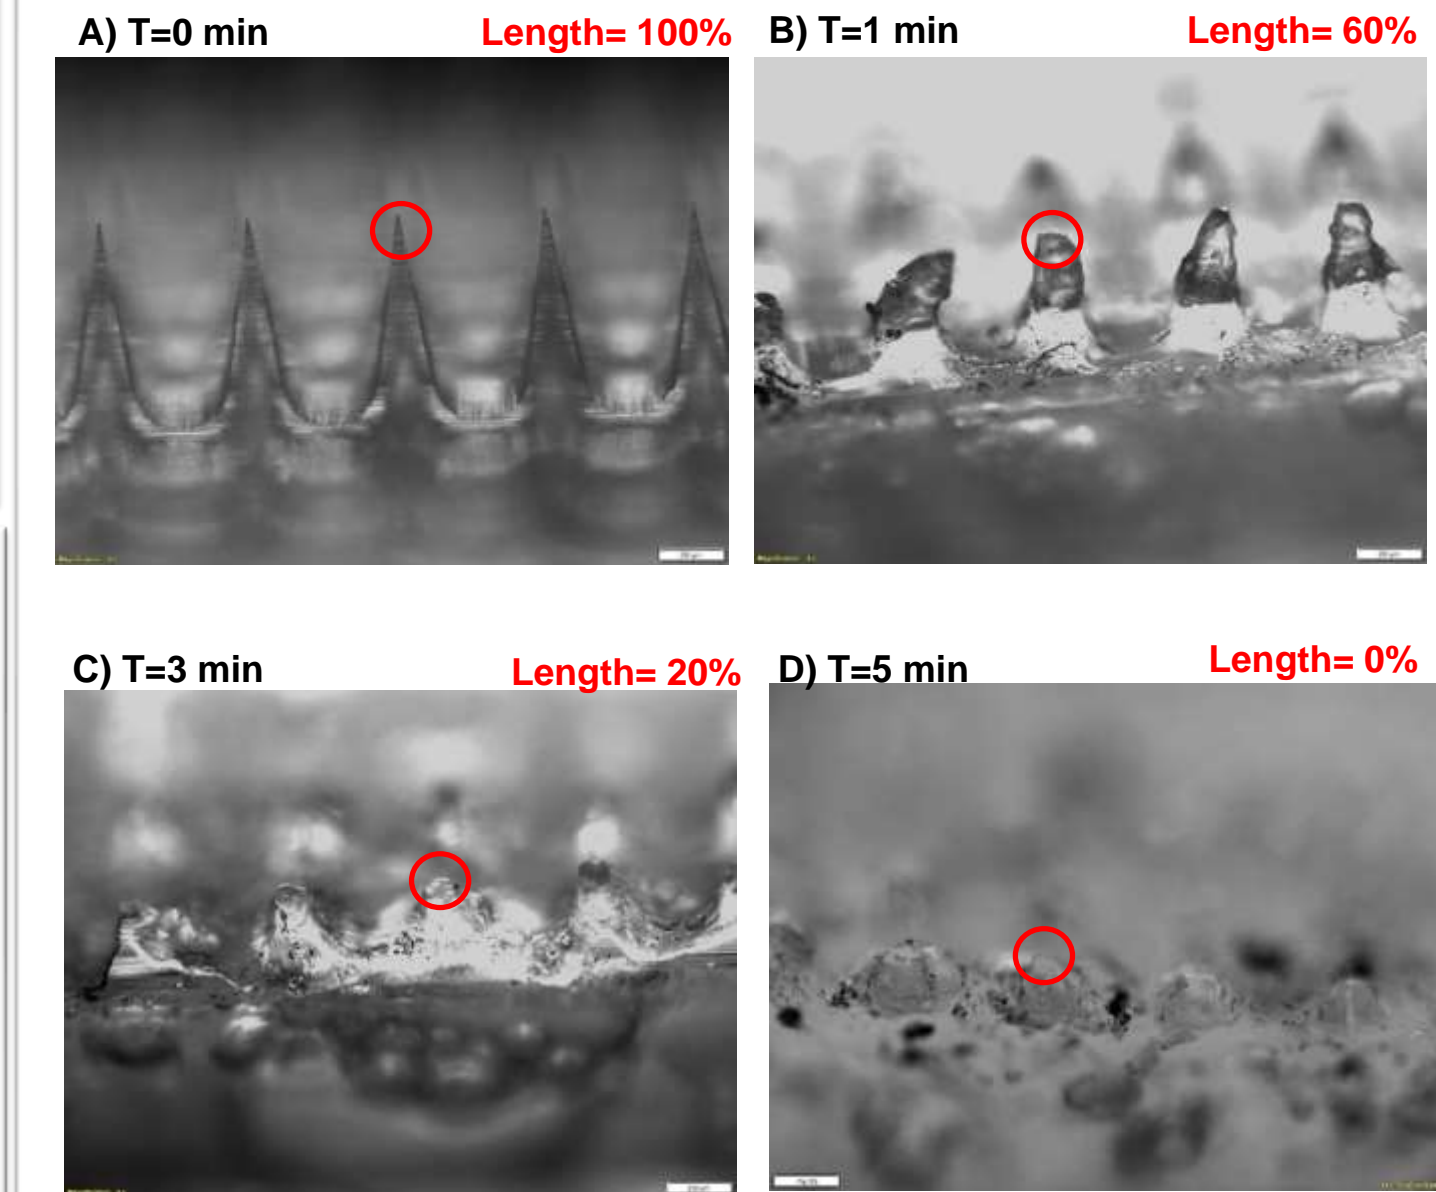 A) T=0 min
Length= 100%
B) T=1 min
Length= 60%
C) T=3 min
Length= 20%
D) T=5 min
Length= 0%